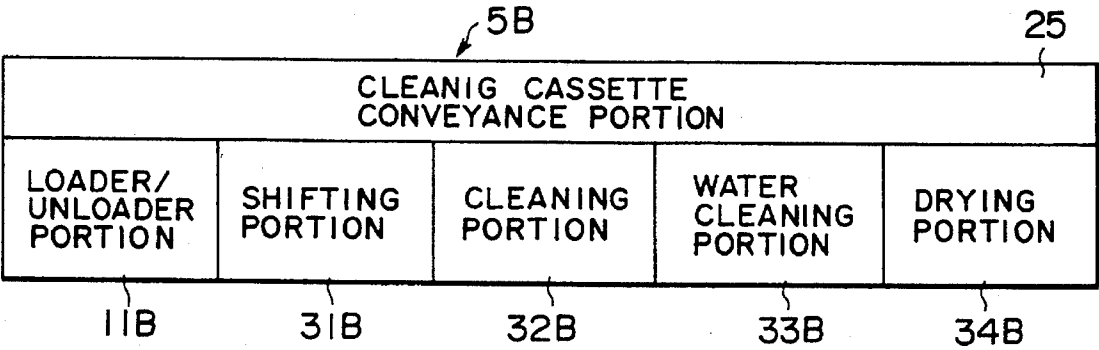 5B
25
CLEANIG CASSETTE
CONVEYANCE PORTION
LOADER/
UNLOADER
PORTION
SHIFTING
PORTION
CLEANING
PORTION
WATER
CLEANING
PORTION
DRYING
PORTION
11B
31B
32B
33B
34B